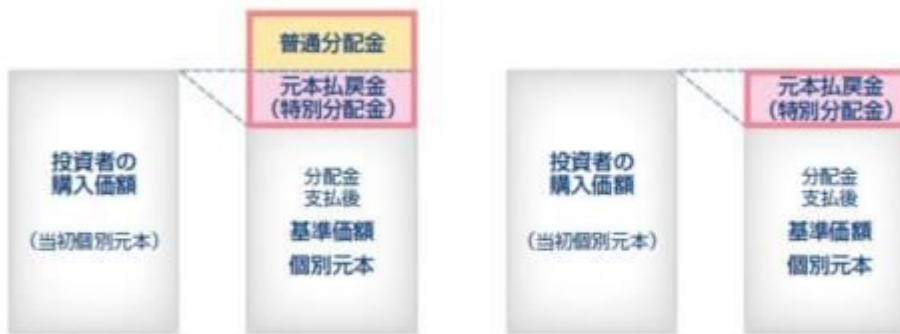 普通分配金
元本払戻金
(特別分配金)
投資者の
購入価額
(当初個別元本)
分配金
支払後
基準価額
個別元本
元本払戻金
(特別分配金)
投資者の
購入価額
(当初個別元本)
分配金
支払後
基準価額
個別元本